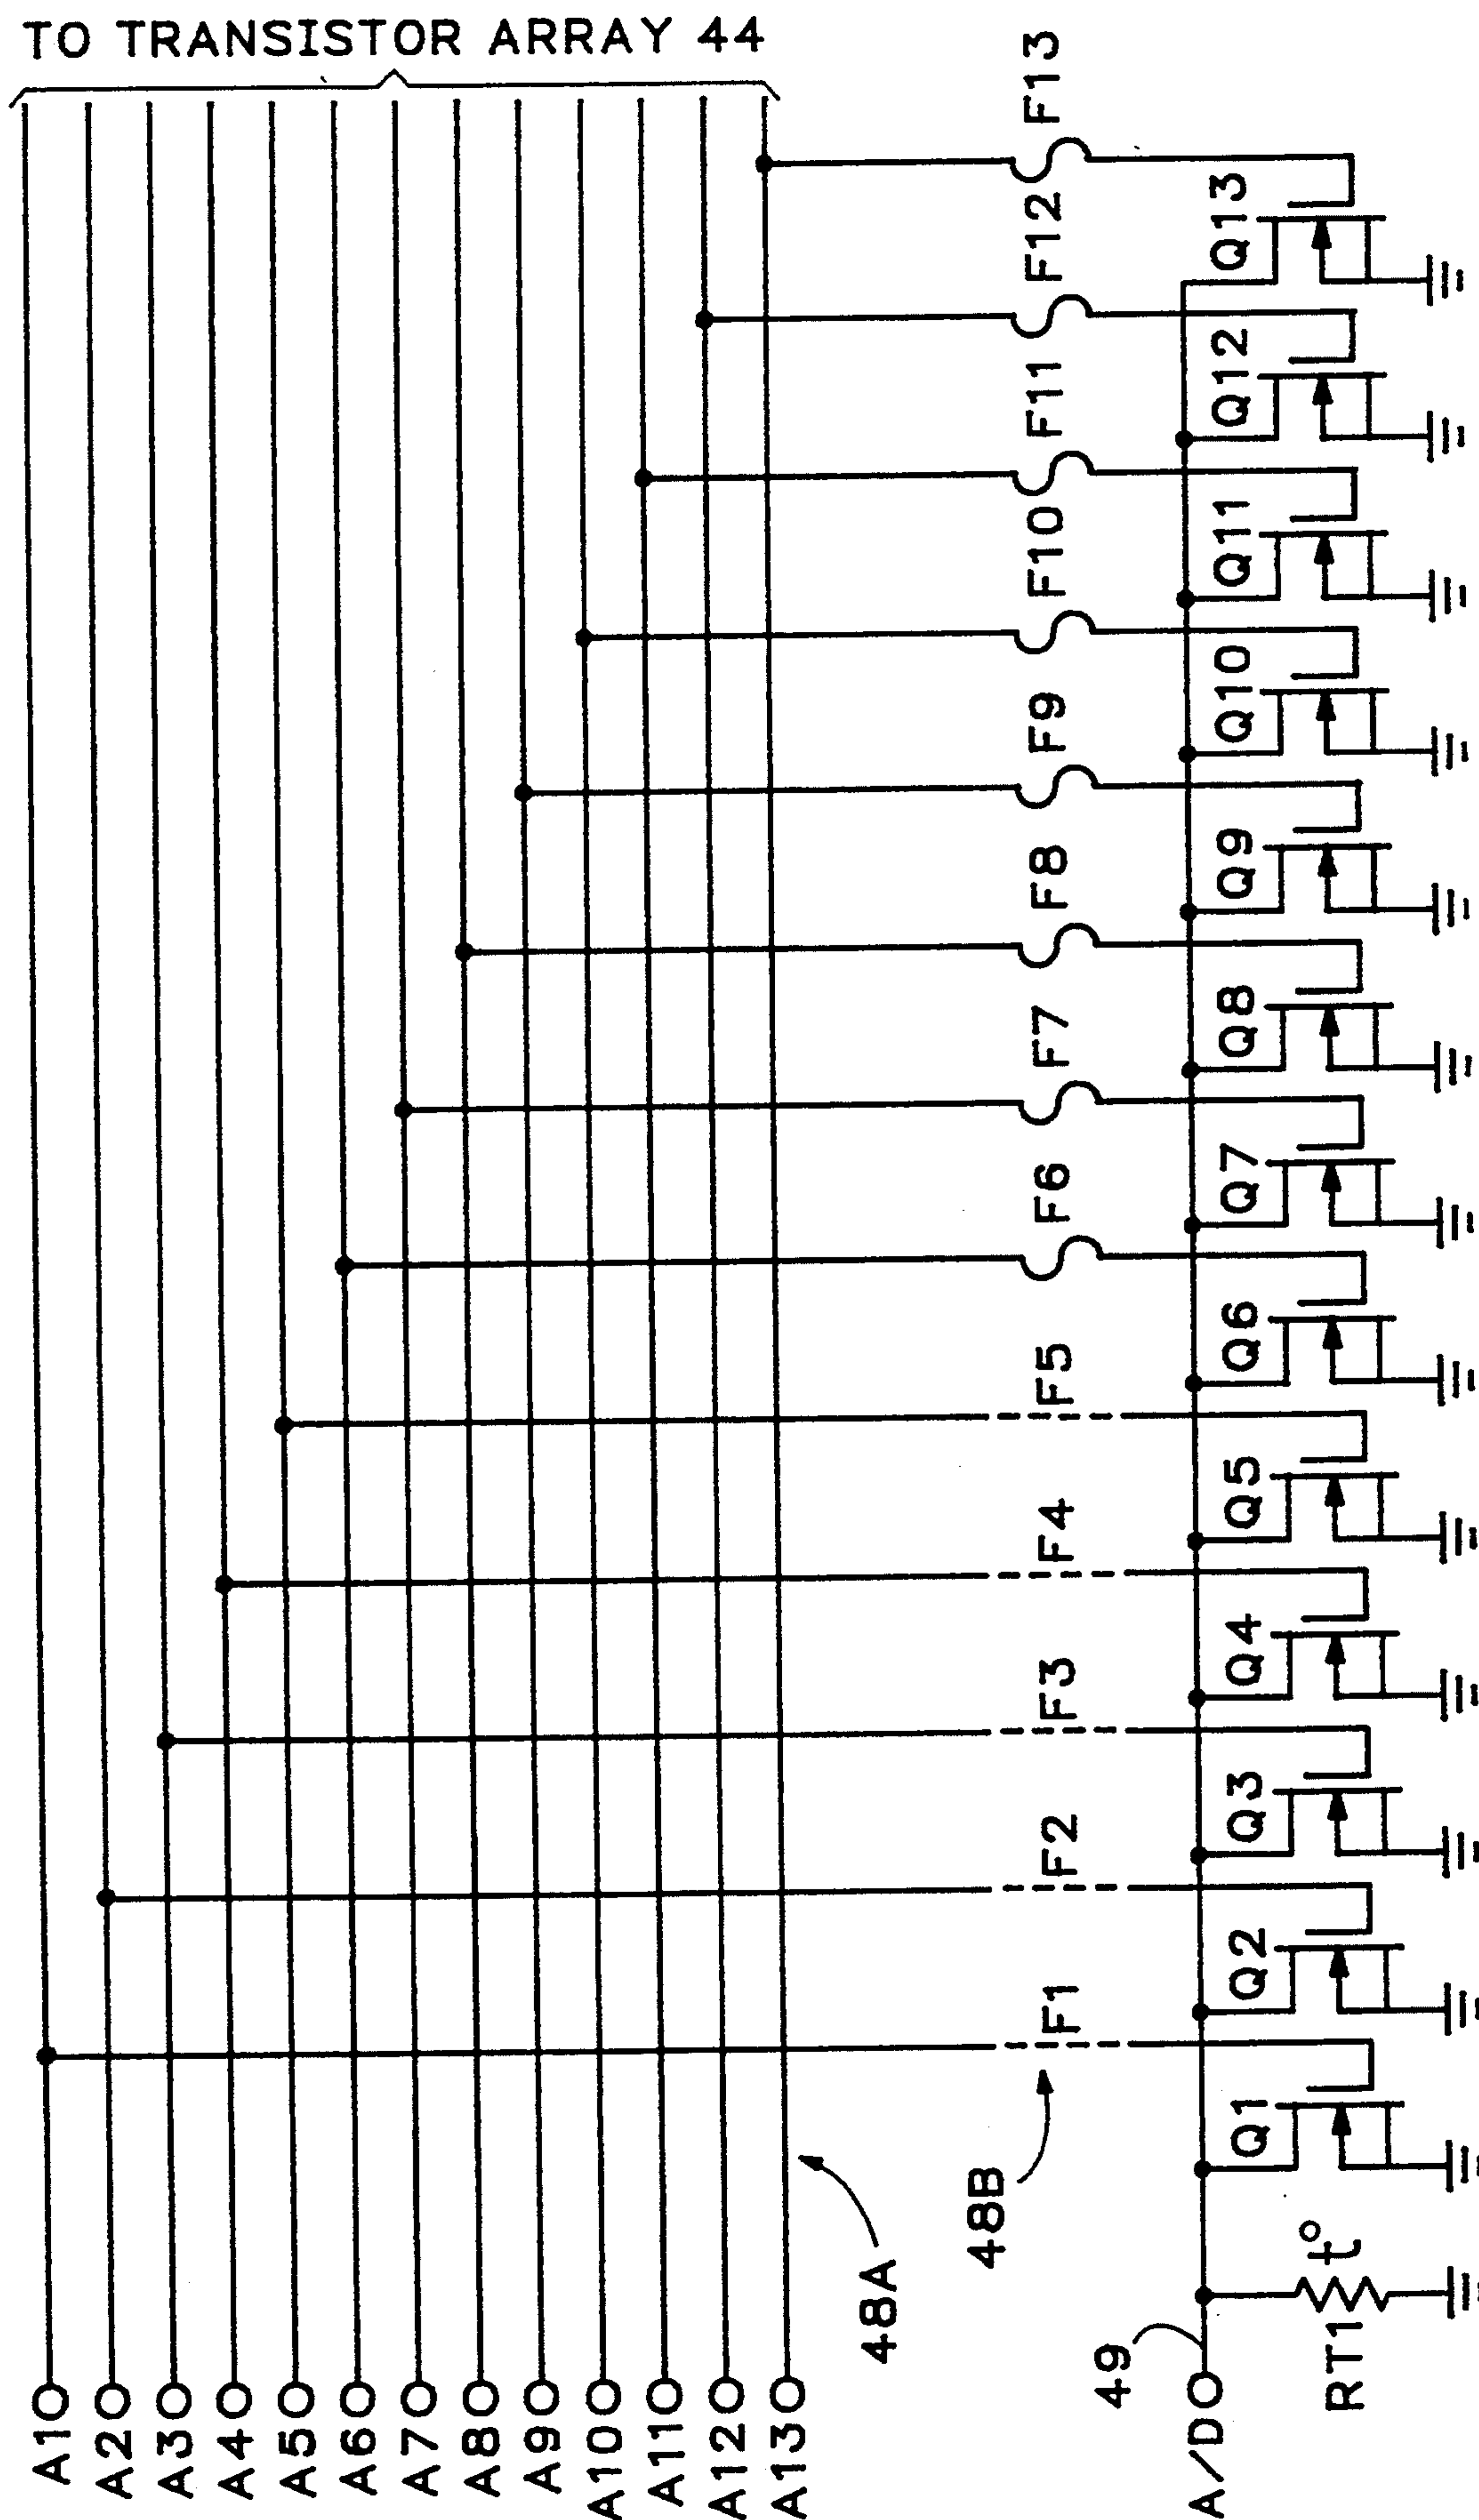 TO TRANSISTOR ARRAY 44
A1
A2
A3
A4
A5
A6
A7
A8
A9
A10
A11
A12
A13
48A
48B
F1
F2
F3
F4
F5
F6
F7
F8
F9
F10
F11
F12
F13
49
A/D
RT1
t°
Q1
Q2
Q3
Q4
Q5
Q6
Q7
Q8
Q9
Q10
Q11
Q12
Q13